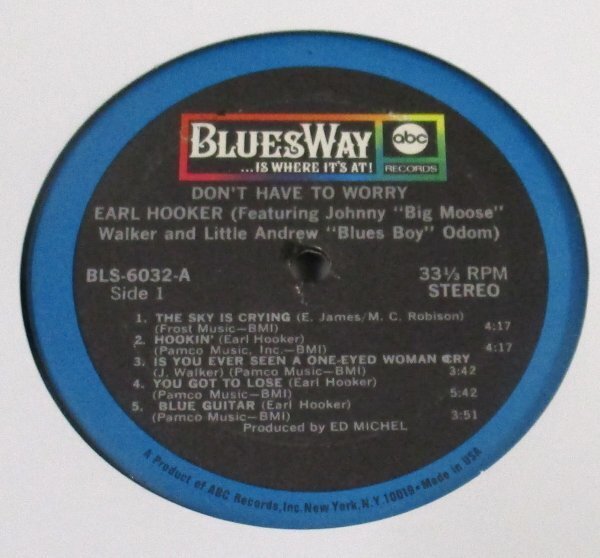 BLUESWAY
...IS WHERE IT'S AT!
abc
RECORDS
DON'T HAVE TO WORRY
EARL HOOKER (Featuring Johnny "Big Moose"
Walker and Little Andrew "Blues Boy" Odom)
BLS-6032-A
Side 1
33⅓ RPM
STEREO
1. THE SKY IS CRYING (E. James/M. C. Robison)
(Frost Music—BMI) 4:17
2. HOOKIN' (Earl Hooker)
(Pamco Music, Inc.—BMI) 4:17
3. IS YOU EVER SEEN A ONE-EYED WOMAN CRY
(J. Walker) (Pamco Music—BMI) 3:42
4. YOU GOT TO LOSE (Earl Hooker)
(Pamco Music—BMI) 5:42
5. BLUE GUITAR (Earl Hooker)
(Pamco Music—BMI) 3:51
Produced by ED MICHEL
A Product of ABC Records, Inc. New York, N.Y. 10019 • Made in USA